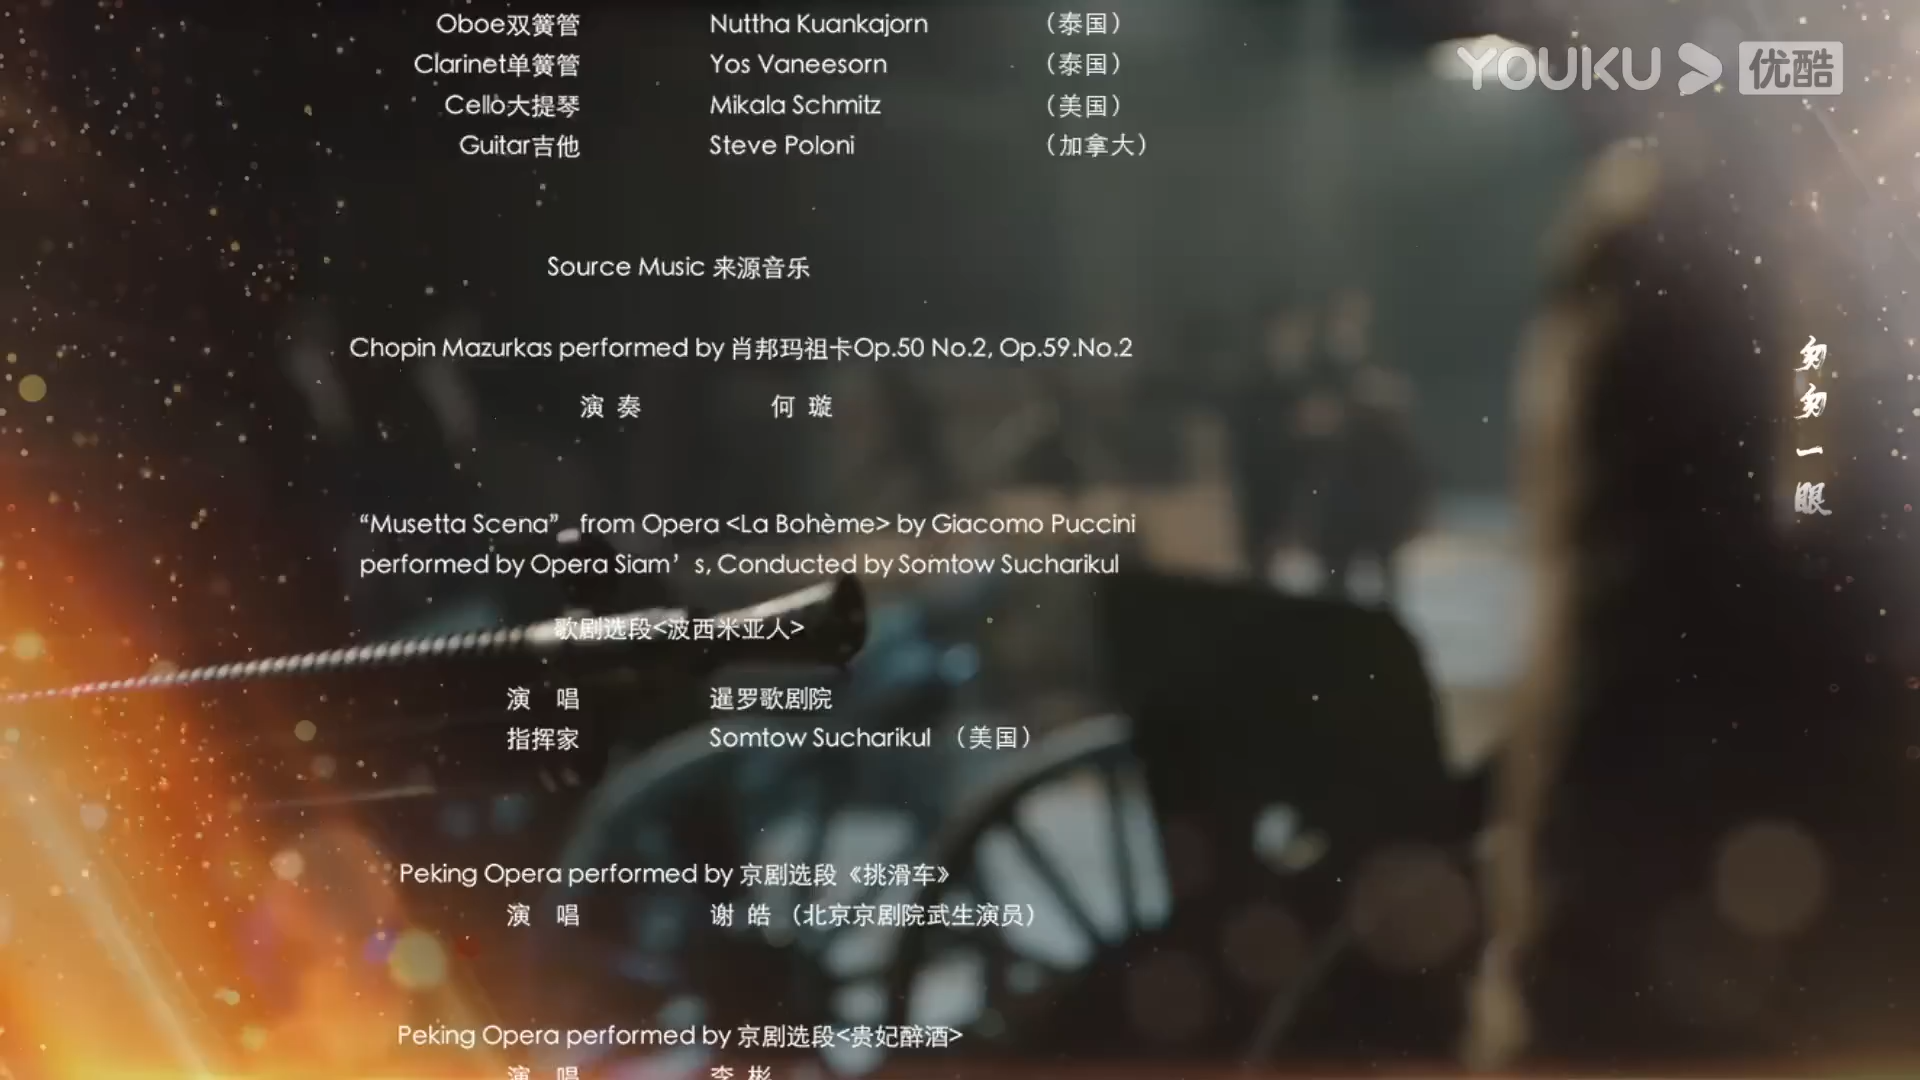 Oboe双簧管 Nuttha Kuankajorn （泰国）
Clarinet单簧管 Yos Vaneesorn （泰国）
Cello大提琴 Mikala Schmitz （美国）
Guitar吉他 Steve Poloni （加拿大）
YOUKU 优酷
Source Music 来源音乐
Chopin Mazurkas performed by 肖邦玛祖卡Op.50 No.2, Op.59.No.2
演 奏 何 璇
匆匆一眼
“Musetta Scena” from Opera <La Bohème> by Giacomo Puccini
performed by Opera Siam’s, Conducted by Somtow Sucharikul
歌剧选段<波西米亚人>
演 唱 暹罗歌剧院
指挥家 Somtow Sucharikul （美国）
Peking Opera performed by 京剧选段《挑滑车》
演 唱 谢 皓 （北京京剧院武生演员）
Peking Opera performed by 京剧选段<贵妃醉酒>
演 唱 李 彬